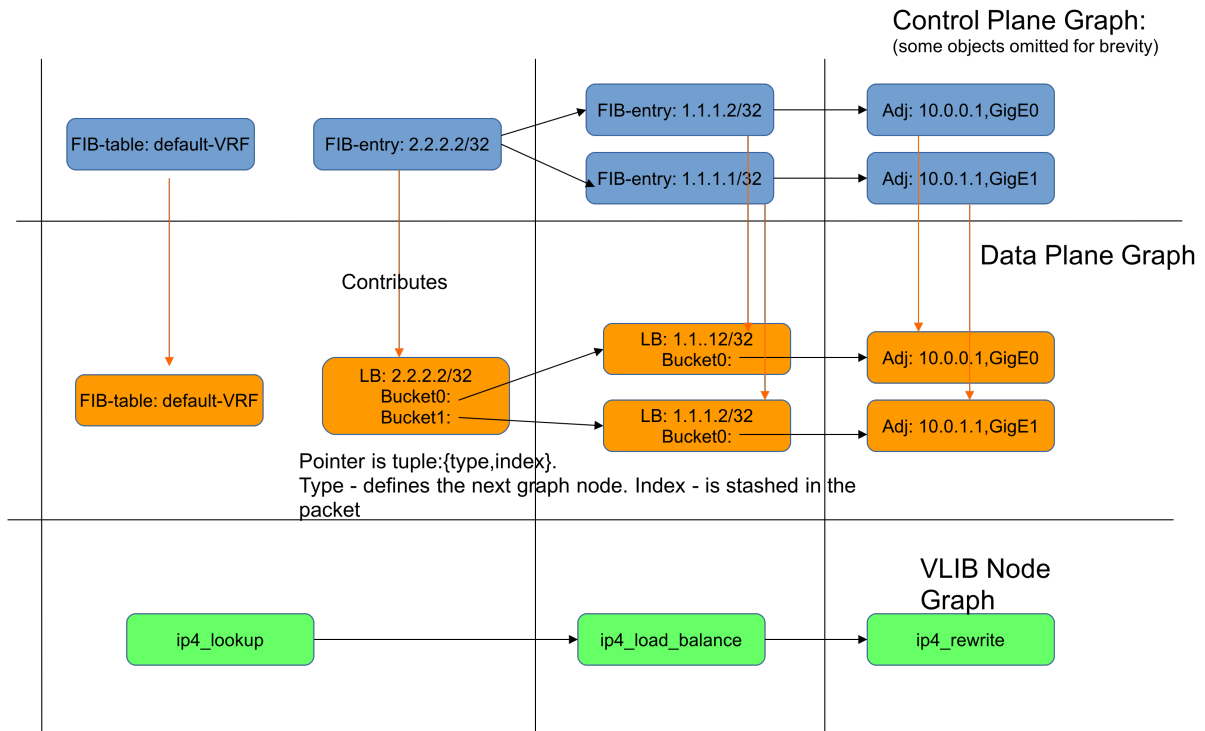 Control Plane Graph:
(some objects omitted for brevity)
FIB-table: default-VRF
FIB-entry: 2.2.2.2/32
FIB-entry: 1.1.1.2/32
Adj: 10.0.0.1,GigE0
FIB-entry: 1.1.1.1/32
Adj: 10.0.1.1,GigE1
Data Plane Graph
Contributes
FIB-table: default-VRF
LB: 2.2.2.2/32
Bucket0:
Bucket1:
LB: 1.1..12/32
Bucket0:
Adj: 10.0.0.1,GigE0
LB: 1.1.1.2/32
Bucket0:
Adj: 10.0.1.1,GigE1
Pointer is tuple:{type,index}.
Type - defines the next graph node. Index - is stashed in the
packet
VLIB Node
Graph
ip4_lookup
ip4_load_balance
ip4_rewrite